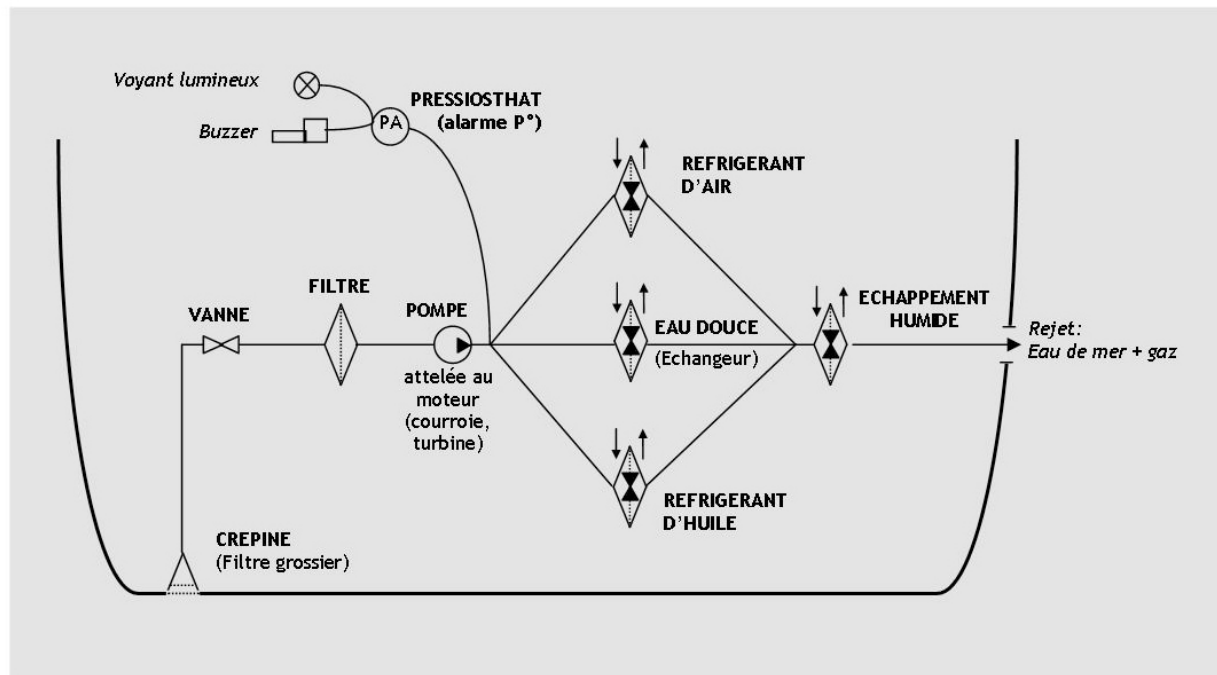 Voyant lumineux
Buzzer
PA
PRESSIOSTHAT
(alarme P°)
REFRIGERANT
D'AIR
VANNE
FILTRE
POMPE
attelée au
moteur
(courroie,
turbine)
EAU DOUCE
(Echangeur)
ECHAPPEMENT
HUMIDE
Rejet:
Eau de mer + gaz
REFRIGERANT
D'HUILE
CREPINE
(Filtre grossier)